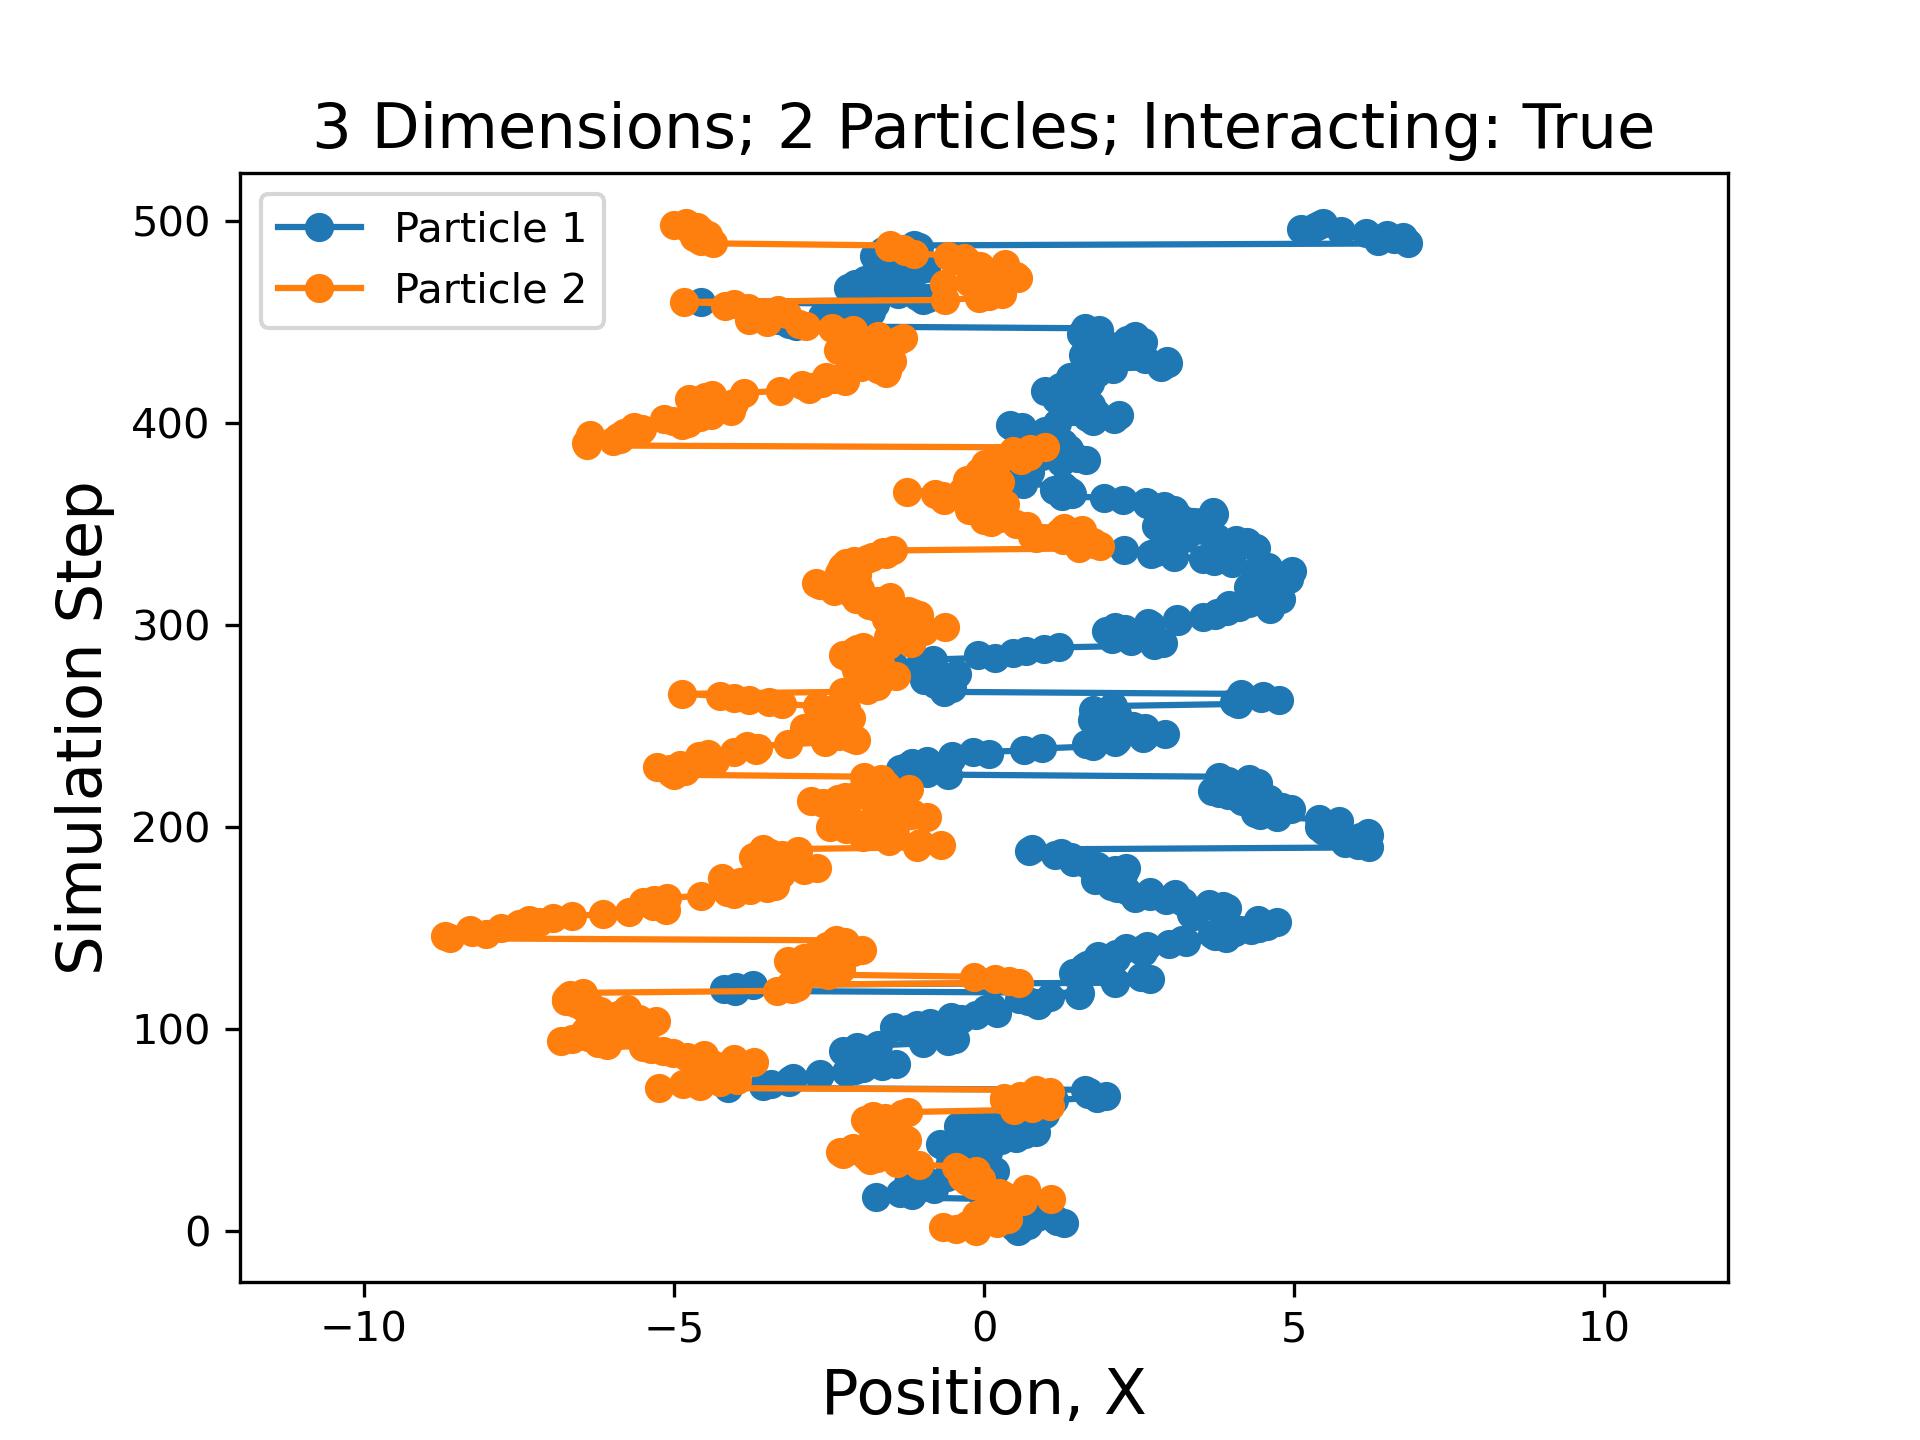 3 Dimensions; 2 Particles; Interacting: True
Particle 1
Particle 2
Simulation Step
500
400
300
200
100
0
−10
−5
0
5
10
Position, X